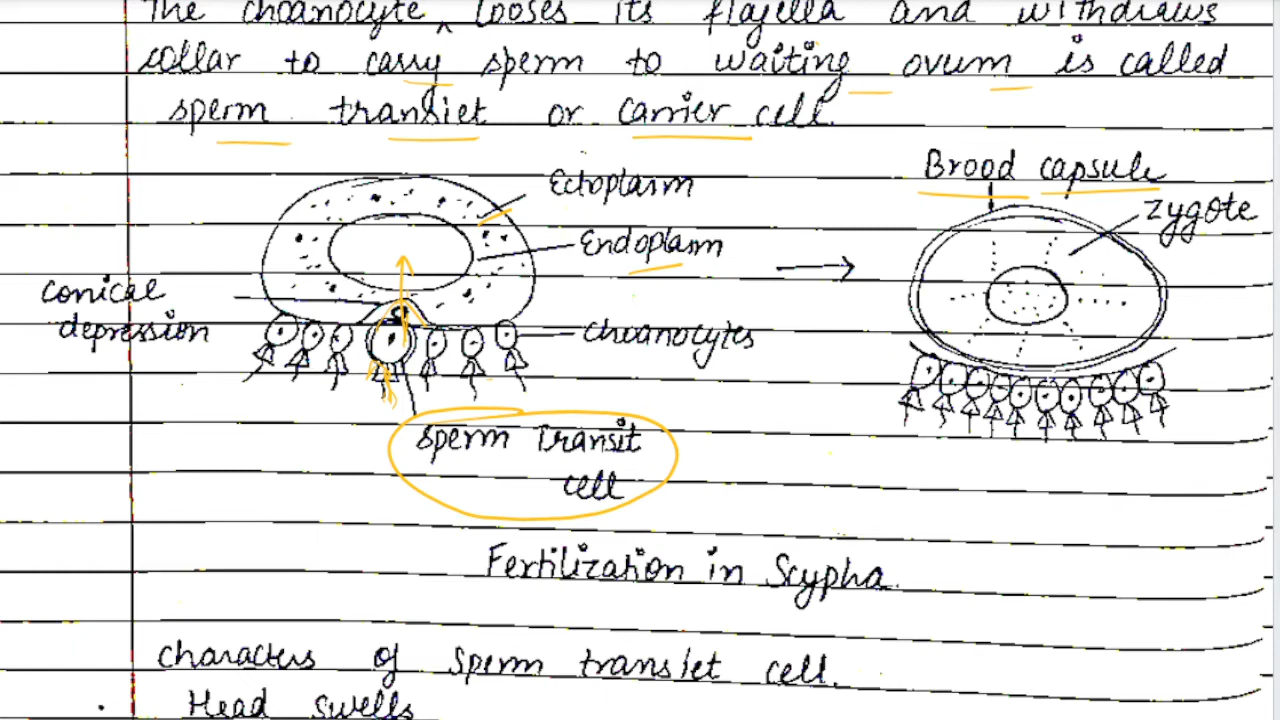 The choanocyte looses its flagella and withdraws
collar to carry sperm to waiting ovum is called
sperm transiet or carrier cell.
Ectoplasm
Endoplasm
conical
depression
choanocytes
sperm Transit
cell
Brood capsule
Zygote
Fertilization in Scypha.
characters of sperm transiet cell.
. Head swells